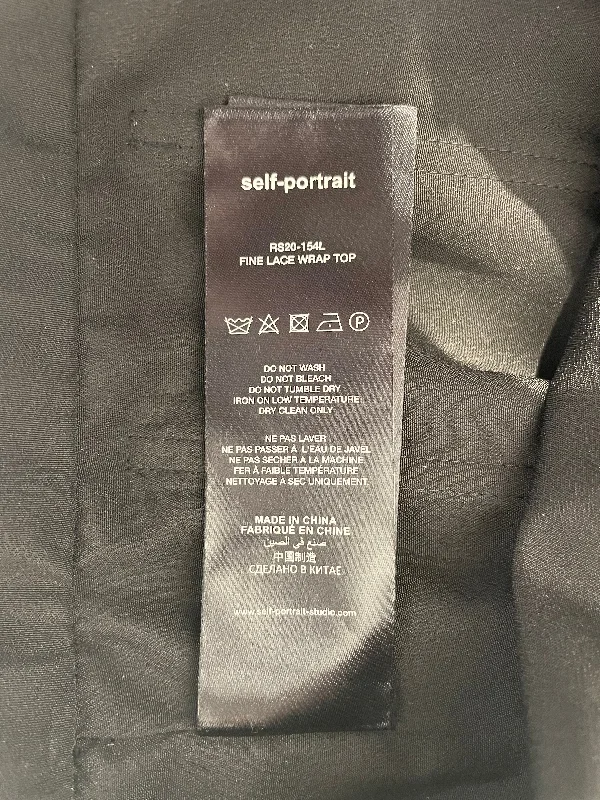 self-portrait
RS20-154L
FINE LACE WRAP TOP
P
DO NOT WASH
DO NOT BLEACH
DO NOT TUMBLE DRY
IRON ON LOW TEMPERATURE
DRY CLEAN ONLY
NE PAS LAVER
NE PAS PASSER À L'EAU DE JAVEL
NE PAS SECHER A LA MACHINE
FER À FAIBLE TEMPÉRATURE
NETTOYAGE A SEC UNIQUEMENT
MADE IN CHINA
FABRIQUÉ EN CHINE
صنع في الصين
中国制造
СДЕЛАНО В КИТАЕ
www.self-portrait-studio.com